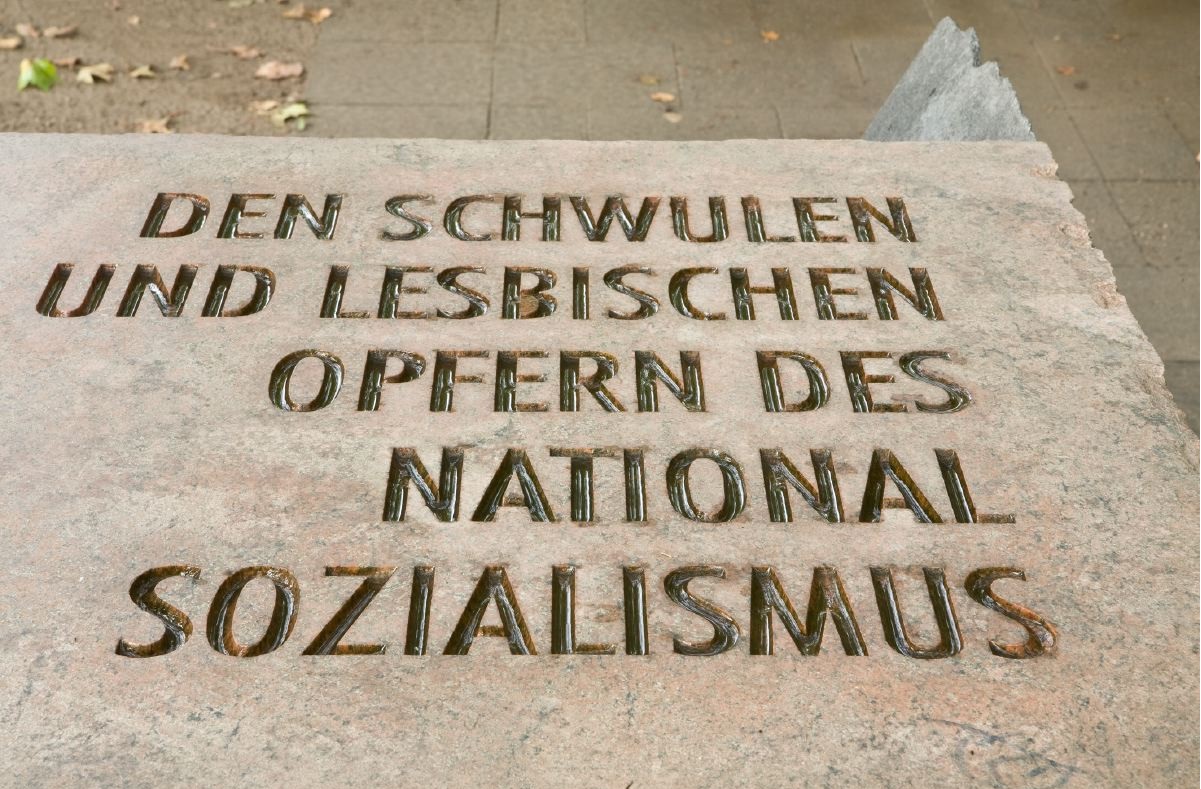 DEN SCHWULEN
UND LESBISCHEN
OPFERN DES
NATIONAL
SOZIALISMUS